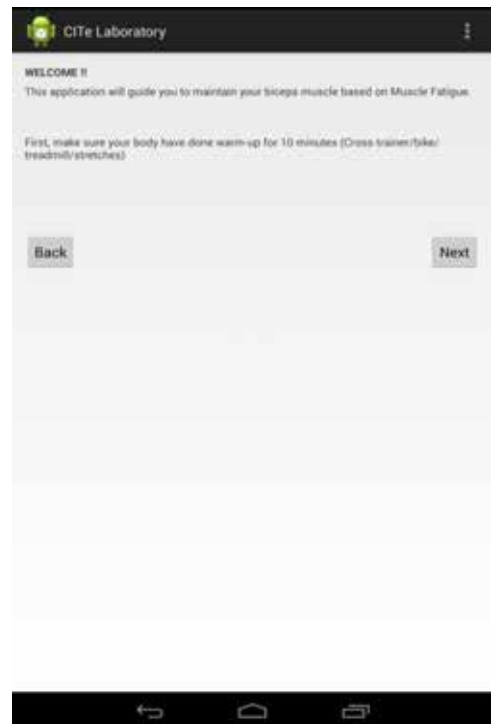 CITe Laboratory
WELCOME !!
This application will guide you to maintain your biceps muscle based on Muscle Fatigue.
First, make sure your body have done warm-up for 10 minutes (Cross trainer/bike/
treadmill/stretches)
Back
Next